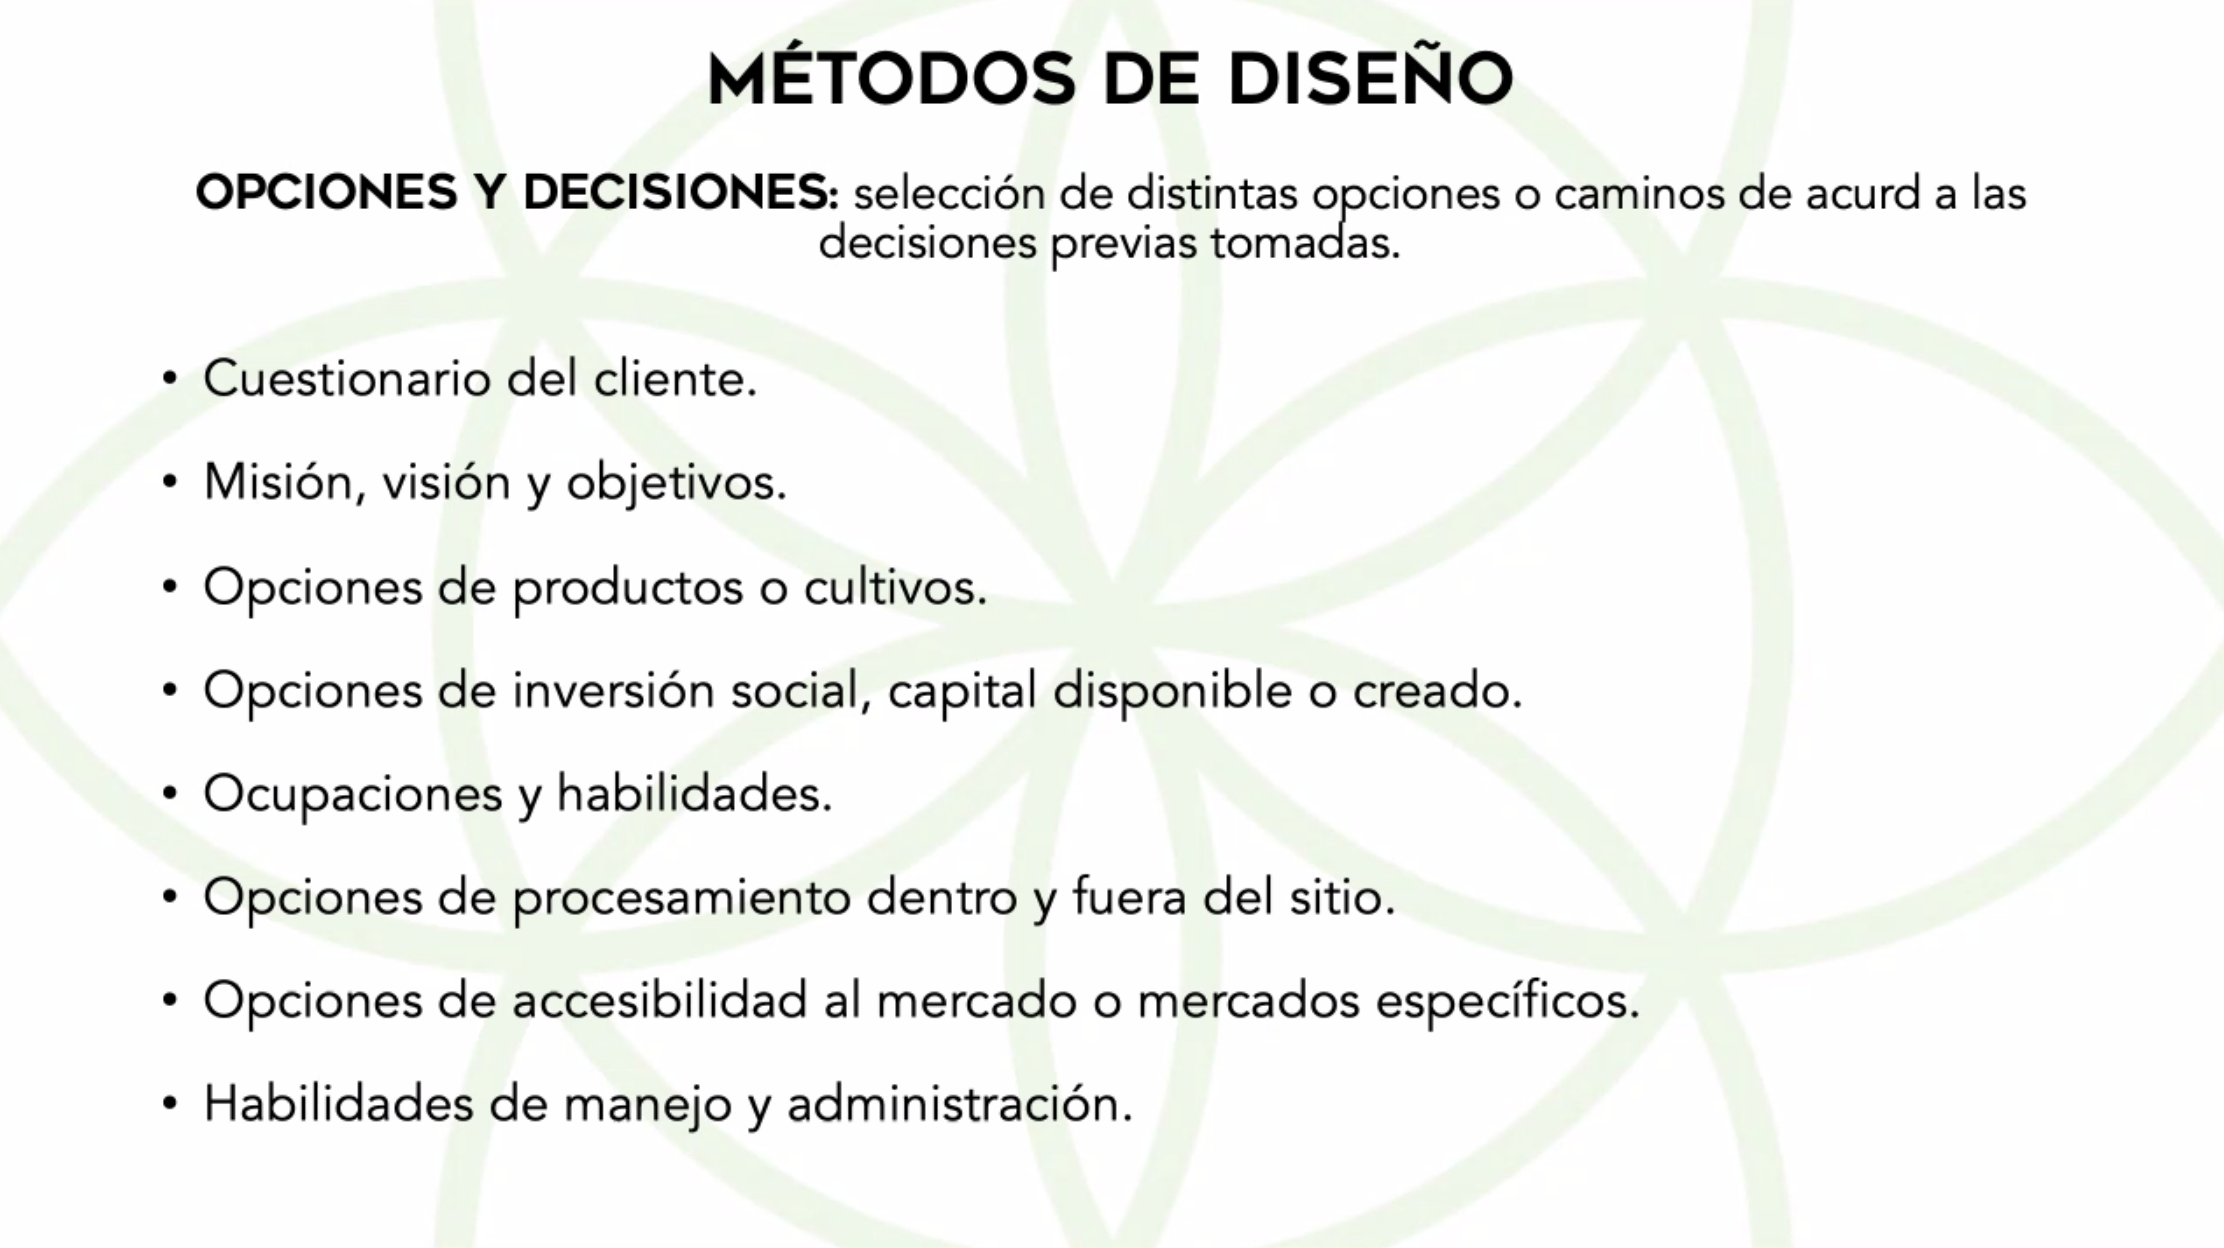 MÉTODOS DE DISEÑO
OPCIONES Y DECISIONES: selección de distintas opciones o caminos de acurd a las
decisiones previas tomadas.
• Cuestionario del cliente.
• Misión, visión y objetivos.
• Opciones de productos o cultivos.
• Opciones de inversión social, capital disponible o creado.
• Ocupaciones y habilidades.
• Opciones de procesamiento dentro y fuera del sitio.
• Opciones de accesibilidad al mercado o mercados específicos.
• Habilidades de manejo y administración.